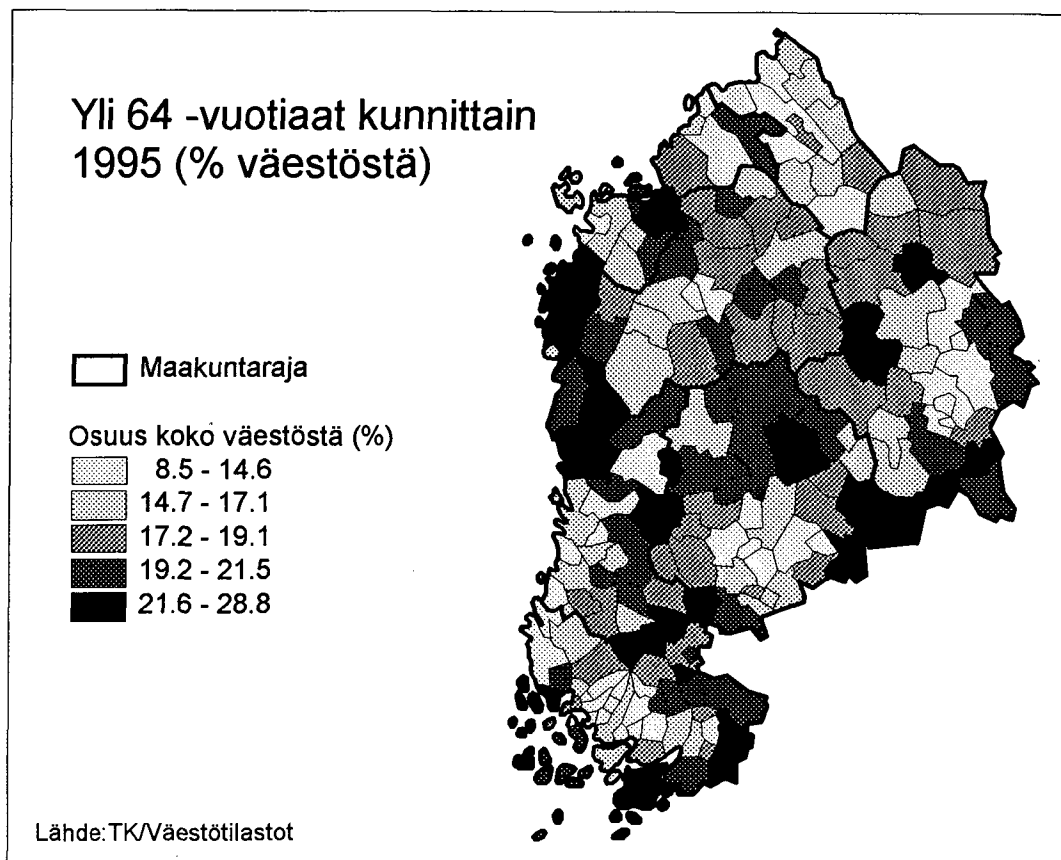 Yli 64 -vuotiaat kunnittain
1995 (% väestöstä)
Maakuntaraja
Osuus koko väestöstä (%)
8.5 - 14.6
14.7 - 17.1
17.2 - 19.1
19.2 - 21.5
21.6 - 28.8
Lähde:TK/Väestötilastot